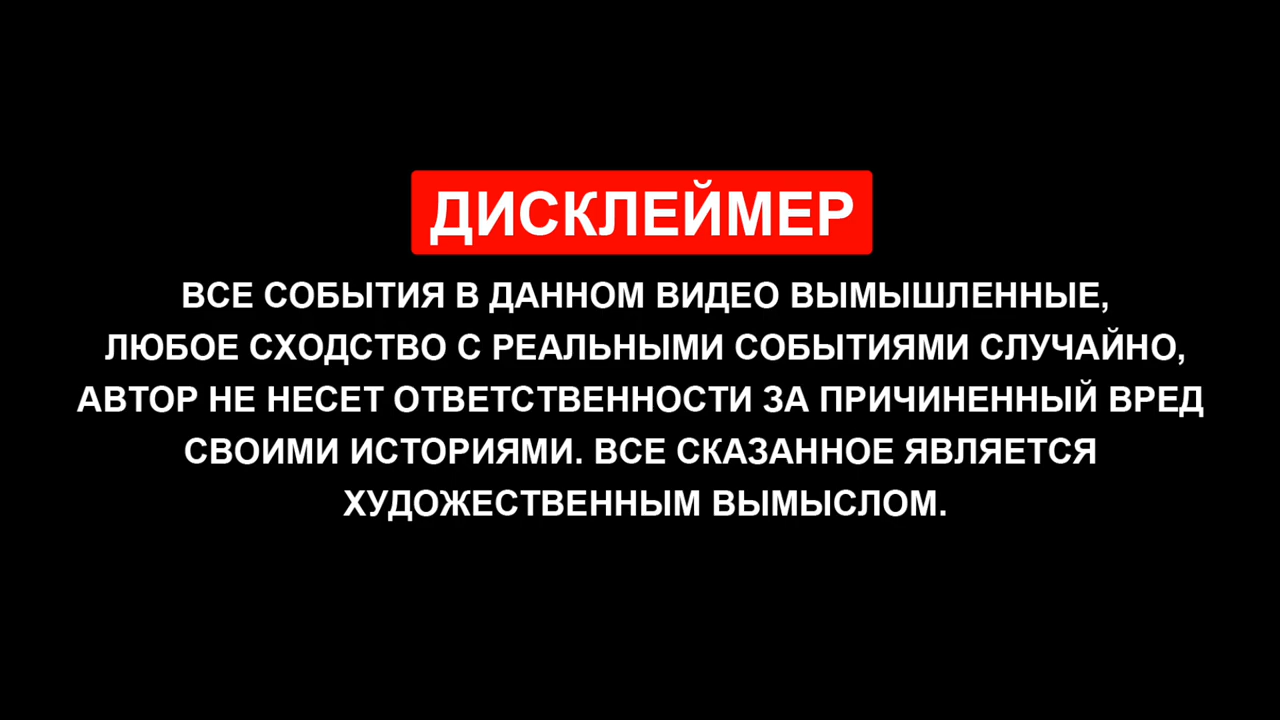 ДИСКЛЕЙМЕР
ВСЕ СОБЫТИЯ В ДАННОМ ВИДЕО ВЫМЫШЛЕННЫЕ,
ЛЮБОЕ СХОДСТВО С РЕАЛЬНЫМИ СОБЫТИЯМИ СЛУЧАЙНО,
АВТОР НЕ НЕСЕТ ОТВЕТСТВЕННОСТИ ЗА ПРИЧИНЕННЫЙ ВРЕД
СВОИМИ ИСТОРИЯМИ. ВСЕ СКАЗАННОЕ ЯВЛЯЕТСЯ
ХУДОЖЕСТВЕННЫМ ВЫМЫСЛОМ.